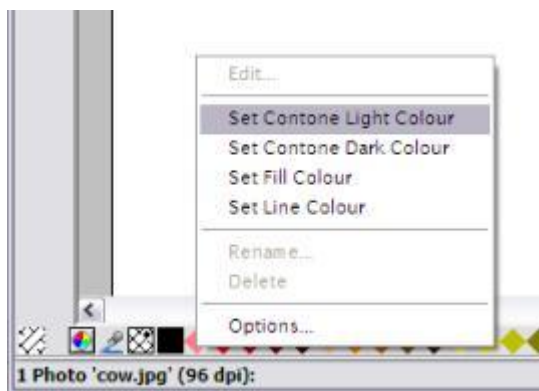 Edit...
Set Contone Light Colour
Set Contone Dark Colour
Set Fill Colour
Set Line Colour
Rename...
Delete
Options...
1 Photo 'cow.jpg' (96 dpi):